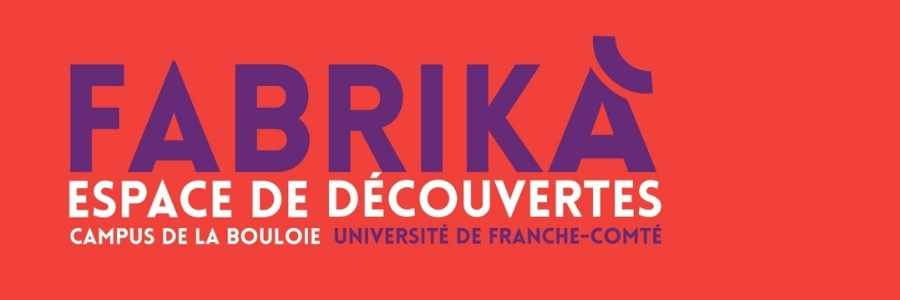 FABRIKÀ
ESPACE DE DÉCOUVERTES
CAMPUS DE LA BOULOIE UNIVERSITÉ DE FRANCHE-COMTÉ